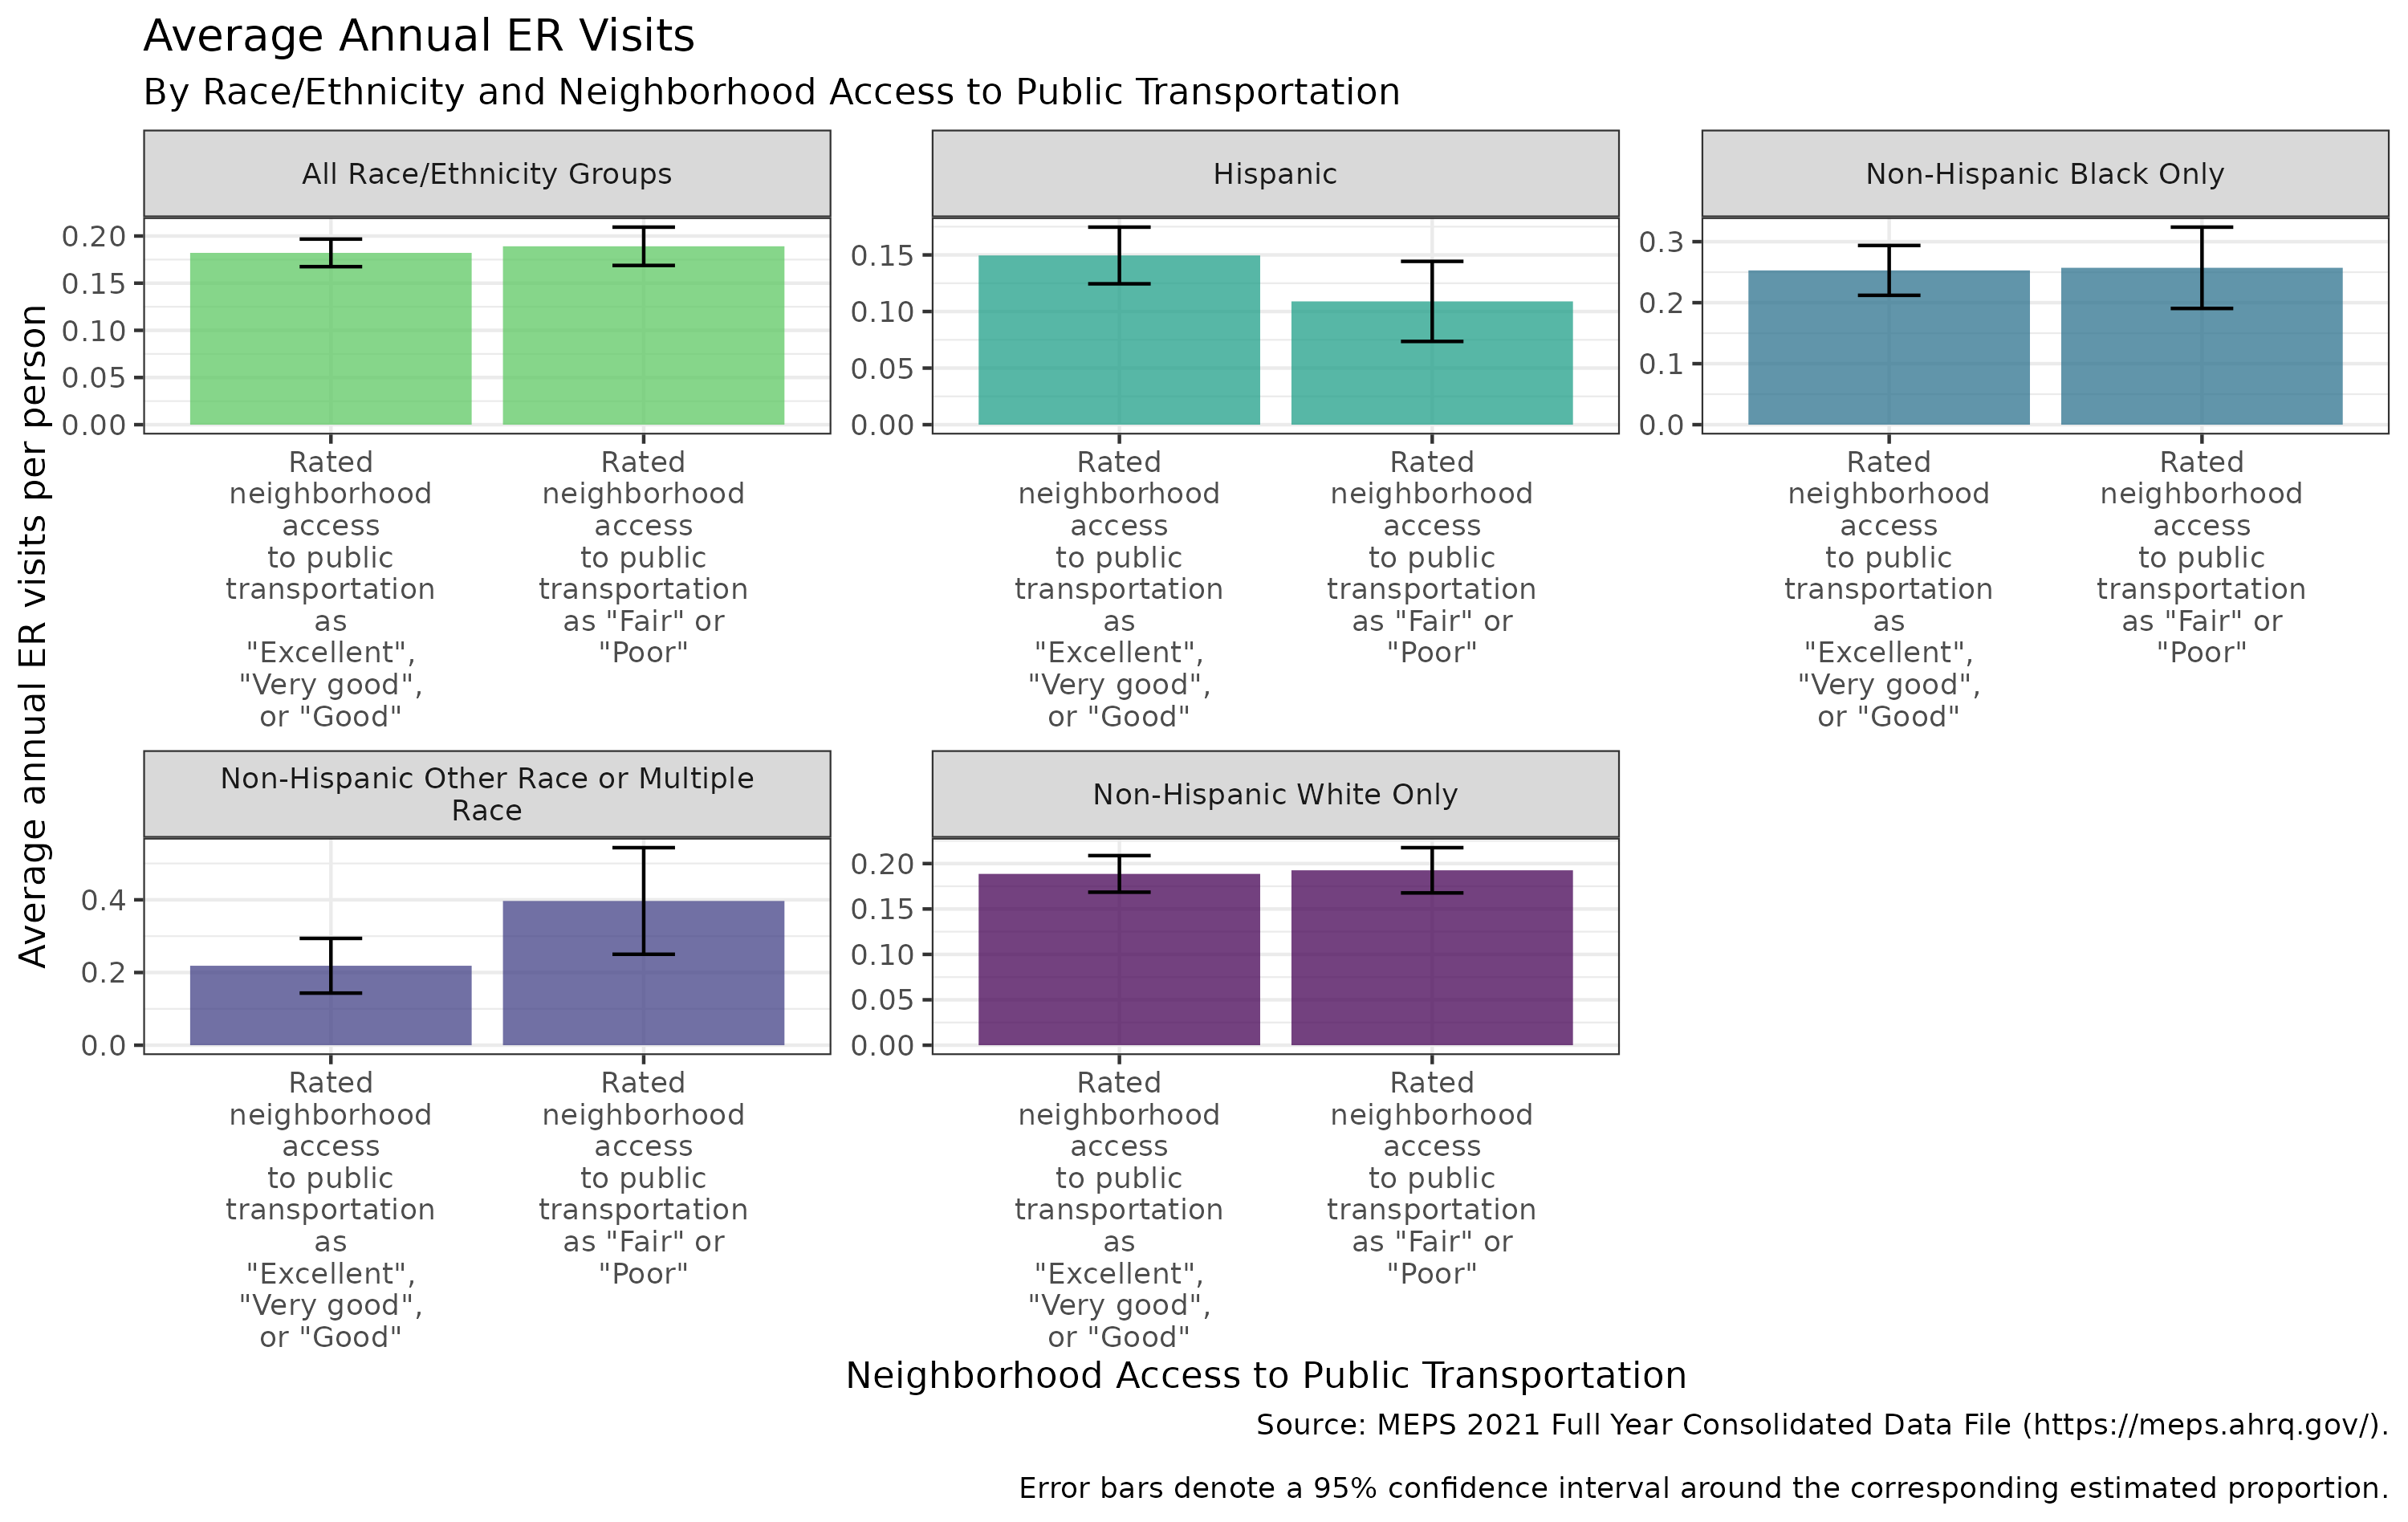 Average Annual ER Visits
By Race/Ethnicity and Neighborhood Access to Public Transportation
Average annual ER visits per person
All Race/Ethnicity Groups
0.20
0.15
0.10
0.05
0.00
Rated
neighborhood
access
to public
transportation
as
"Excellent",
"Very good",
or "Good"
Rated
neighborhood
access
to public
transportation
as "Fair" or
"Poor"
Hispanic
0.15
0.10
0.05
0.00
Rated
neighborhood
access
to public
transportation
as
"Excellent",
"Very good",
or "Good"
Rated
neighborhood
access
to public
transportation
as "Fair" or
"Poor"
Non-Hispanic Black Only
0.3
0.2
0.1
0.0
Rated
neighborhood
access
to public
transportation
as
"Excellent",
"Very good",
or "Good"
Rated
neighborhood
access
to public
transportation
as "Fair" or
"Poor"
Non-Hispanic Other Race or Multiple
Race
0.4
0.2
0.0
Rated
neighborhood
access
to public
transportation
as
"Excellent",
"Very good",
or "Good"
Rated
neighborhood
access
to public
transportation
as "Fair" or
"Poor"
Non-Hispanic White Only
0.20
0.15
0.10
0.05
0.00
Rated
neighborhood
access
to public
transportation
as
"Excellent",
"Very good",
or "Good"
Rated
neighborhood
access
to public
transportation
as "Fair" or
"Poor"
Neighborhood Access to Public Transportation
Source: MEPS 2021 Full Year Consolidated Data File (https://meps.ahrq.gov/).
Error bars denote a 95% confidence interval around the corresponding estimated proportion.